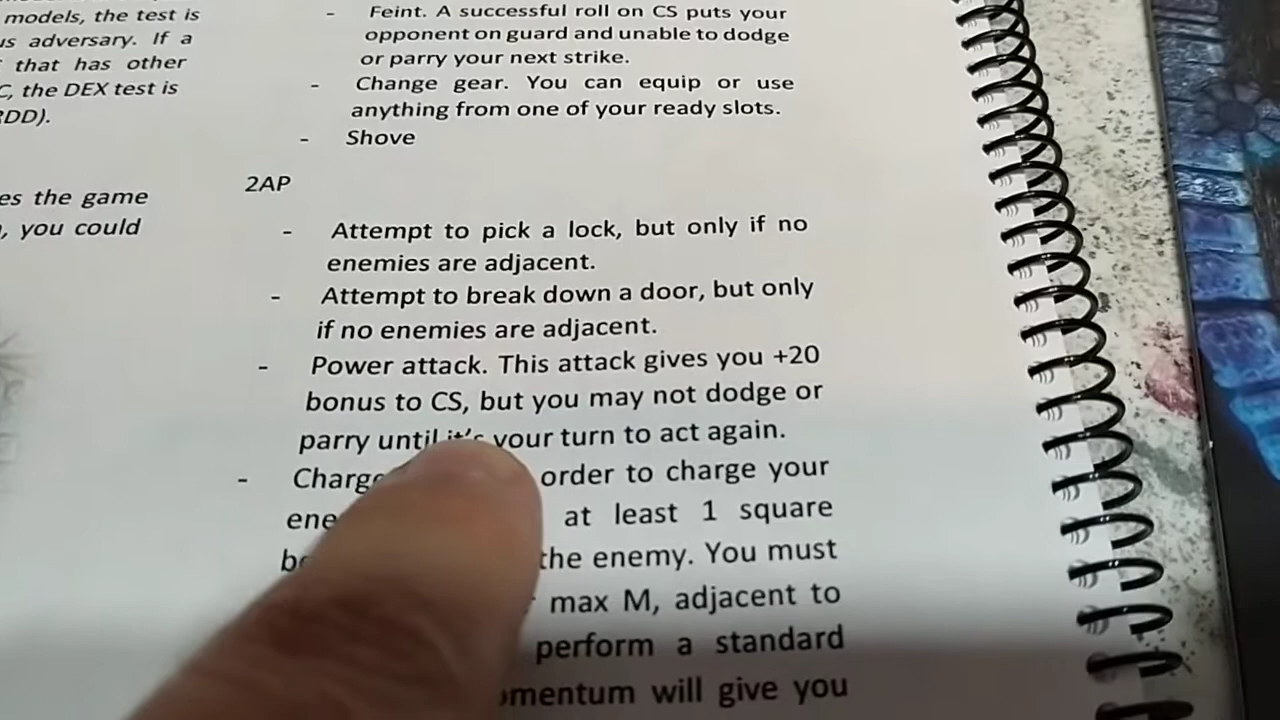 models, the test is
us adversary. If a
that has other
C, the DEX test is
RDD).
es the game
, you could
- Feint. A successful roll on CS puts your
opponent on guard and unable to dodge
or parry your next strike.
- Change gear. You can equip or use
anything from one of your ready slots.
- Shove
2AP
- Attempt to pick a lock, but only if no
enemies are adjacent.
- Attempt to break down a door, but only
if no enemies are adjacent.
- Power attack. This attack gives you +20
bonus to CS, but you may not dodge or
parry until it's your turn to act again.
- Charge order to charge your
ene at least 1 square
be the enemy. You must
max M, adjacent to
perform a standard
omentum will give you